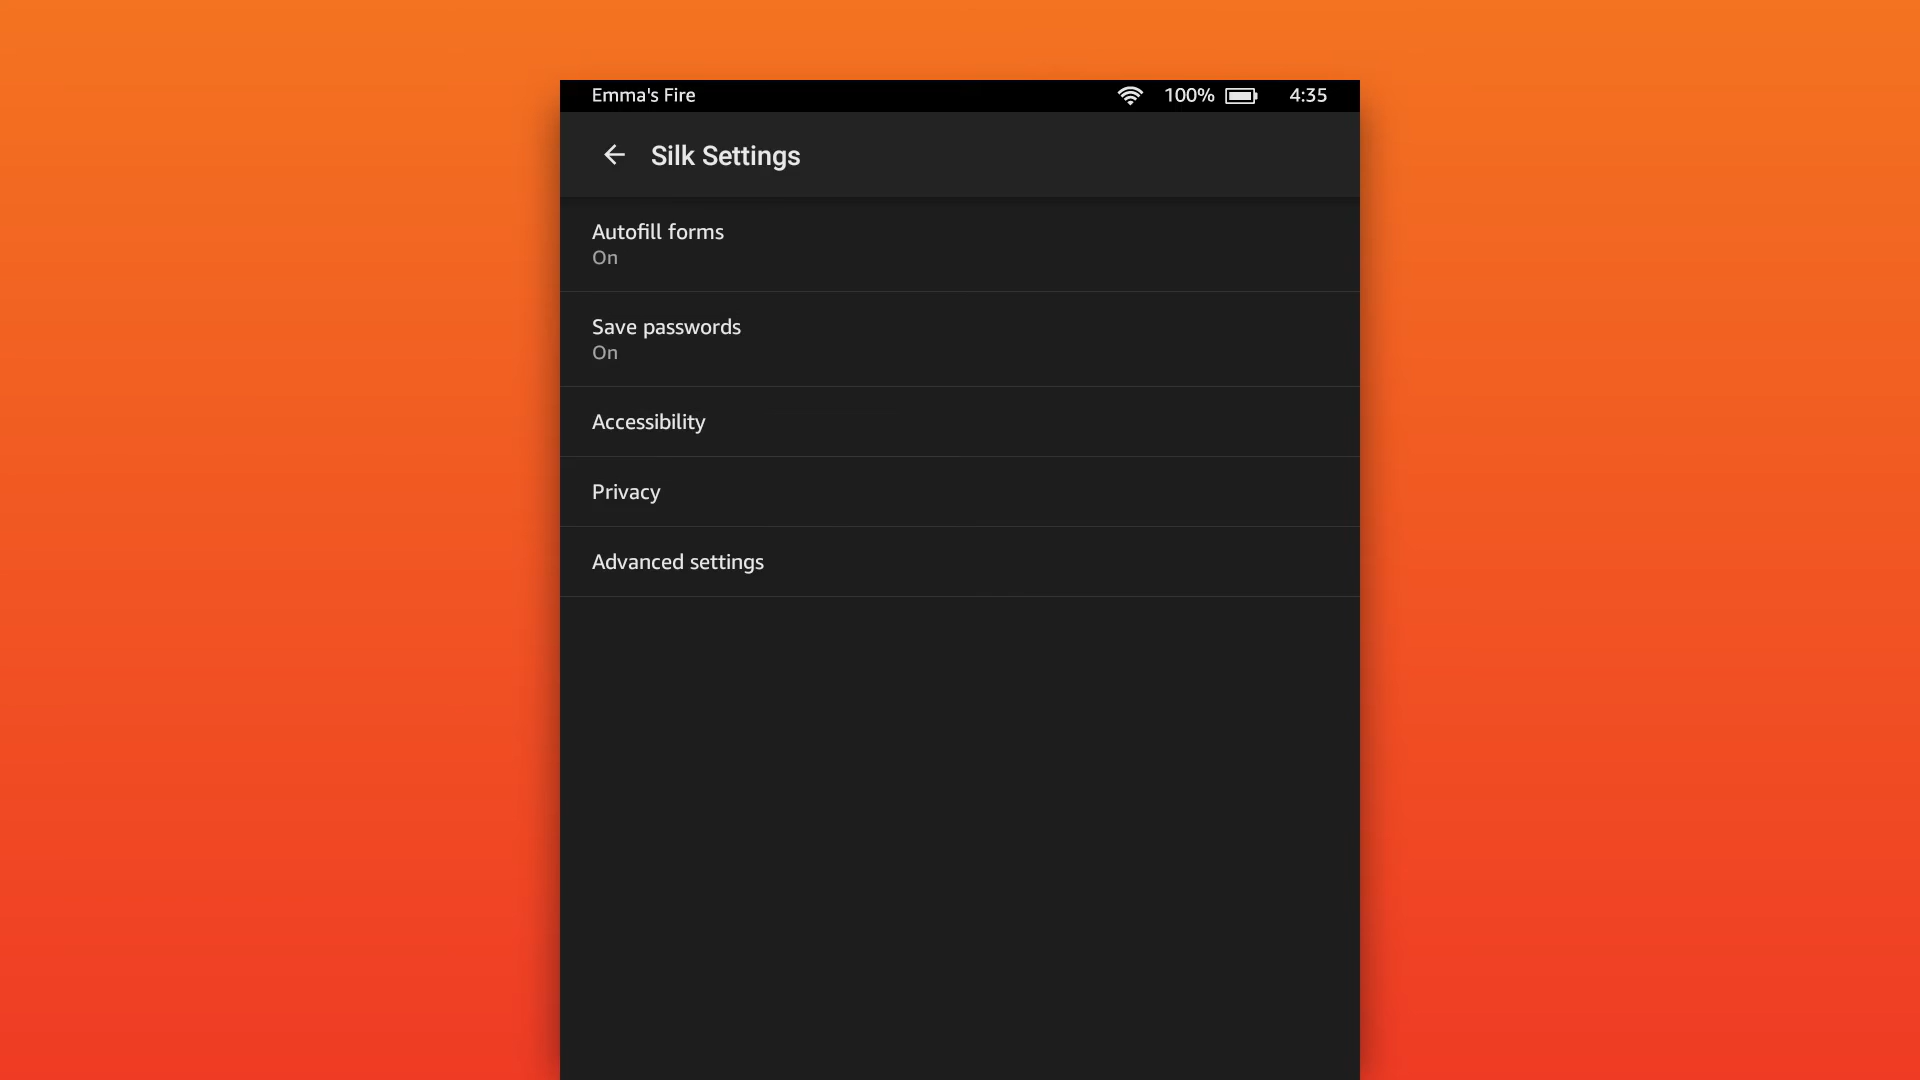 Emma's Fire 100% 4:35
Silk Settings
Autofill forms
On
Save passwords
On
Accessibility
Privacy
Advanced settings